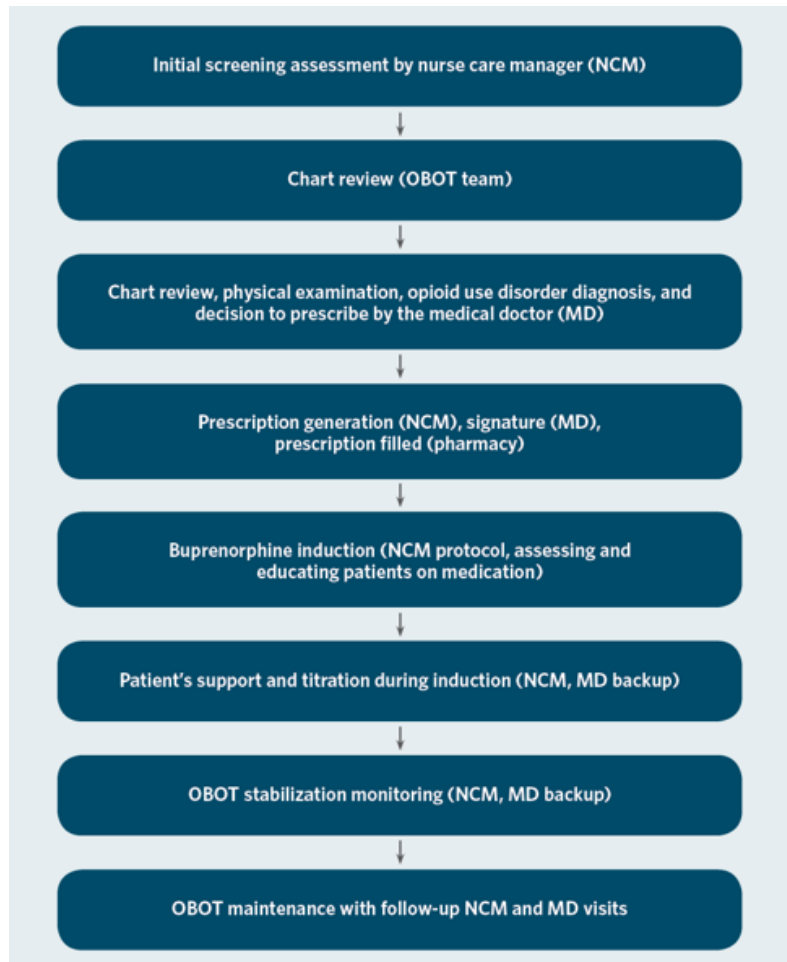 Initial screening assessment by nurse care manager (NCM)
Chart review (OBOT team)
Chart review, physical examination, opioid use disorder diagnosis, and
decision to prescribe by the medical doctor (MD)
Prescription generation (NCM), signature (MD),
prescription filled (pharmacy)
Buprenorphine induction (NCM protocol, assessing and
educating patients on medication)
Patient’s support and titration during induction (NCM, MD backup)
OBOT stabilization monitoring (NCM, MD backup)
OBOT maintenance with follow-up NCM and MD visits